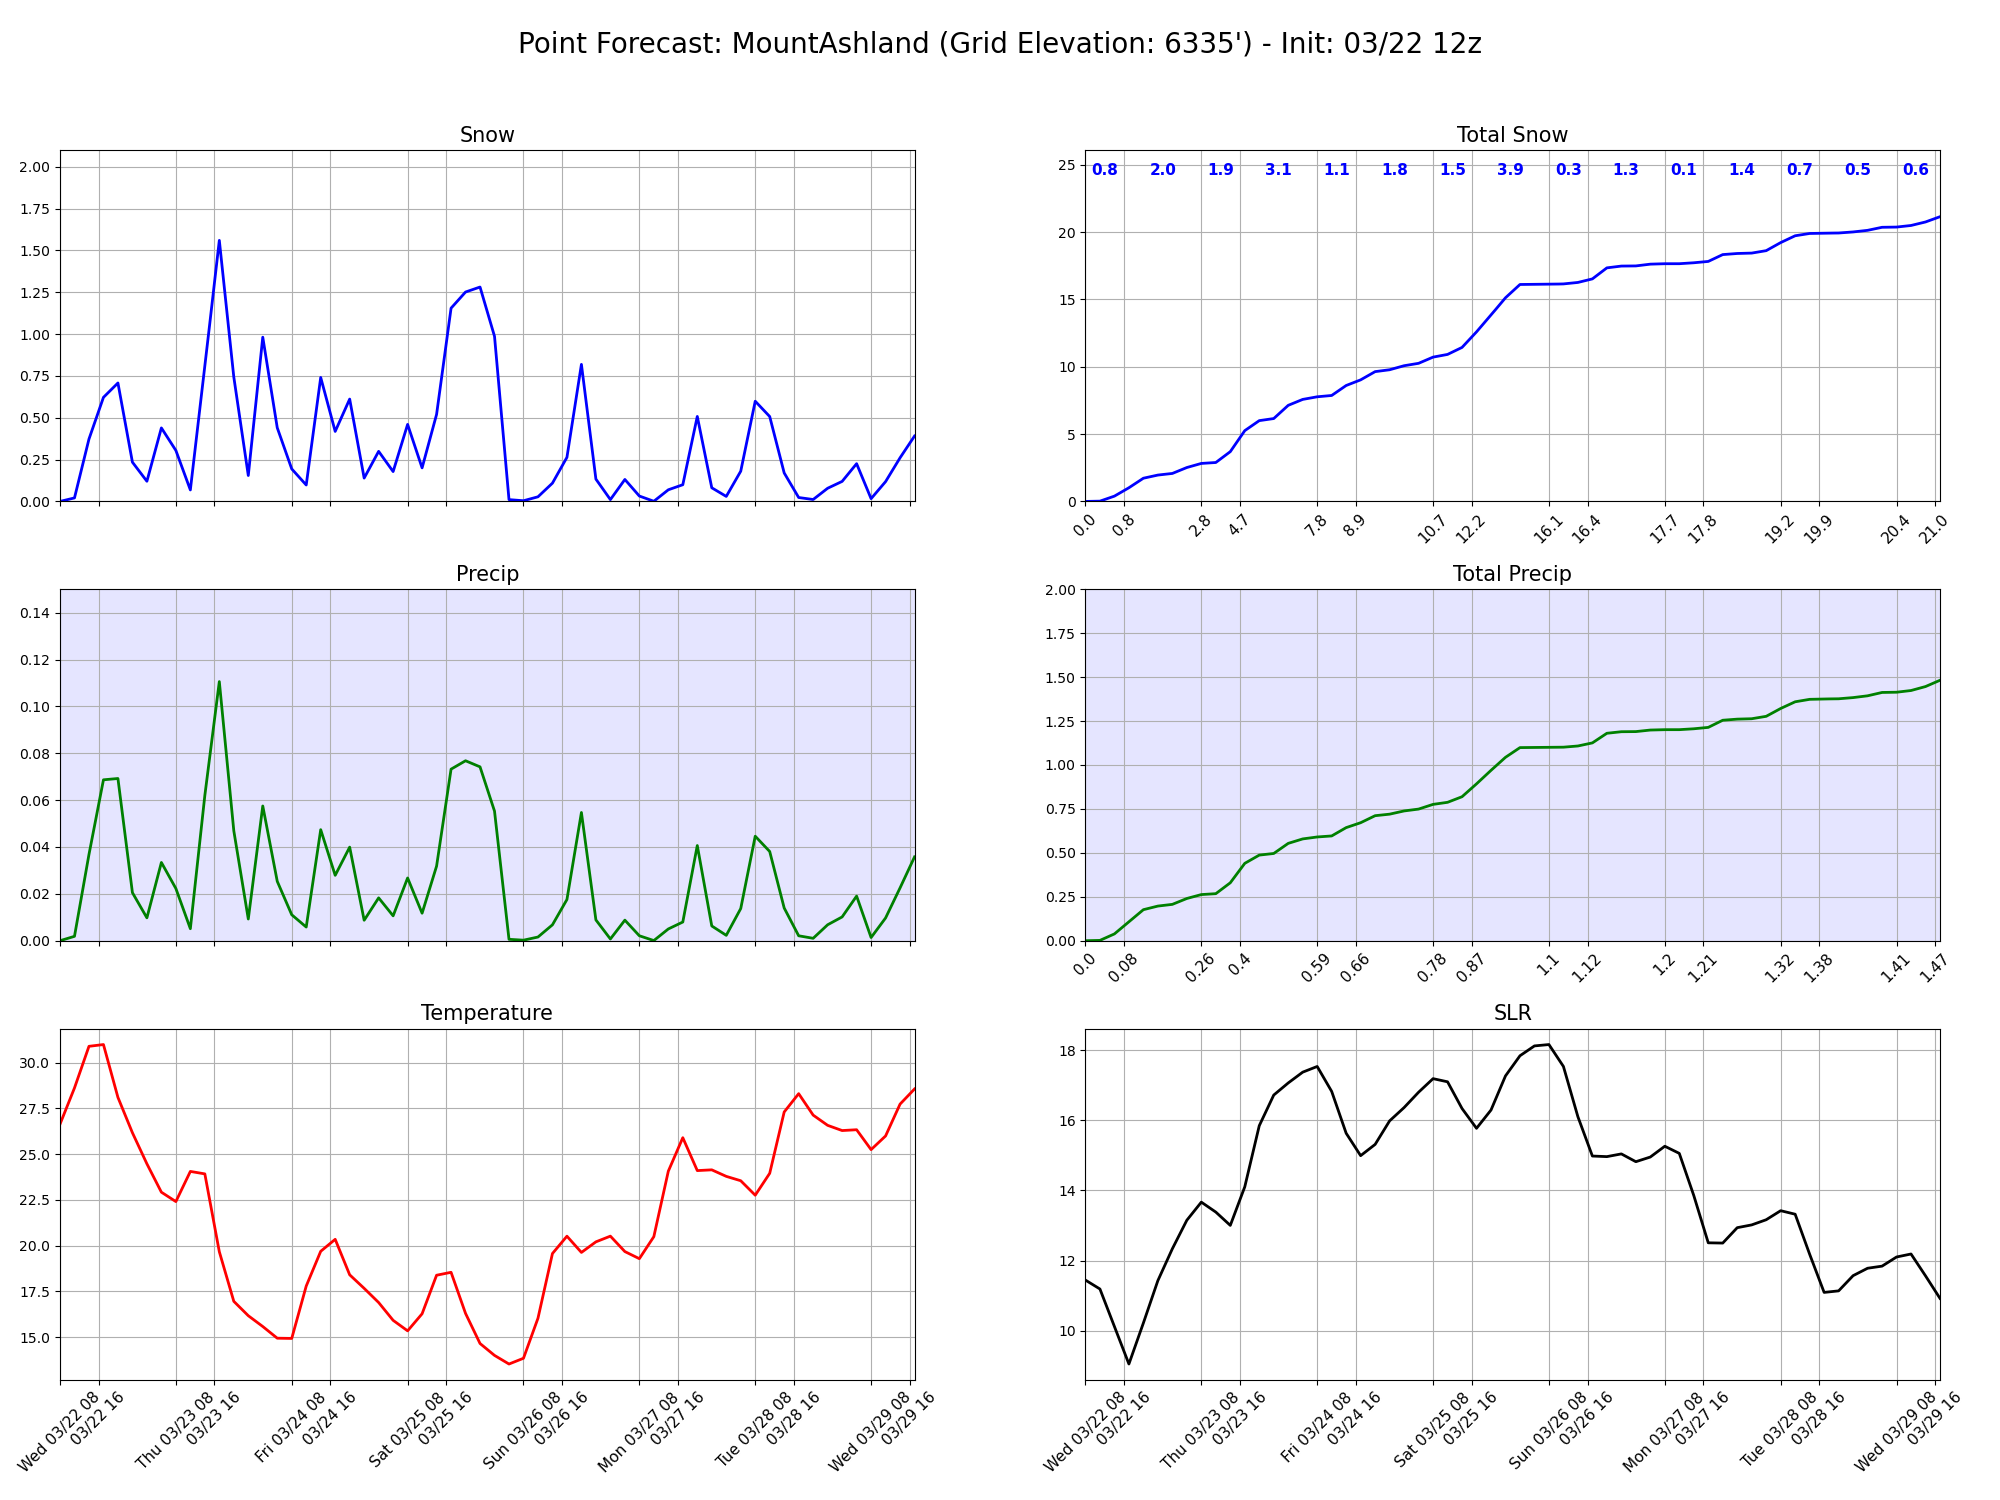 Point Forecast: MountAshland (Grid Elevation: 6335') - Init: 03/22 12z
Snow
2.00
1.75
1.50
1.25
1.00
0.75
0.50
0.25
0.00
Total Snow
0.8 2.0 1.9 3.1 1.1 1.8 1.5 3.9 0.3 1.3 0.1 1.4 0.7 0.5 0.6
25
20
15
10
5
0
0.0 0.8 2.8 4.7 7.8 8.9 10.7 12.2 16.1 16.4 17.7 17.8 19.2 19.9 20.4 21.0
Precip
0.14
0.12
0.10
0.08
0.06
0.04
0.02
0.00
Total Precip
2.00
1.75
1.50
1.25
1.00
0.75
0.50
0.25
0.00
0.0 0.08 0.26 0.4 0.59 0.66 0.78 0.87 1.1 1.12 1.2 1.21 1.32 1.38 1.41 1.47
Temperature
30.0
27.5
25.0
22.5
20.0
17.5
15.0
Wed 03/22 08
03/22 16
Thu 03/23 08
03/23 16
Fri 03/24 08
03/24 16
Sat 03/25 08
03/25 16
Sun 03/26 08
03/26 16
Mon 03/27 08
03/27 16
Tue 03/28 08
03/28 16
Wed 03/29 08
03/29 16
SLR
18
16
14
12
10
Wed 03/22 08
03/22 16
Thu 03/23 08
03/23 16
Fri 03/24 08
03/24 16
Sat 03/25 08
03/25 16
Sun 03/26 08
03/26 16
Mon 03/27 08
03/27 16
Tue 03/28 08
03/28 16
Wed 03/29 08
03/29 16